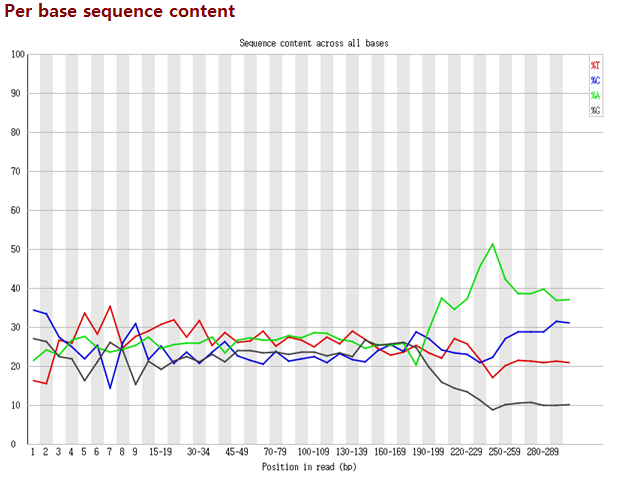 Per base sequence content
Sequence content across all bases
100
90
80
70
60
50
40
30
20
10
0
%T
%C
%A
%G
1 2 3 4 5 6 7 8 9 15-19 30-34 45-49 70-79 100-109 130-139 160-169 190-199 220-229 250-259 280-289
Position in read (bp)